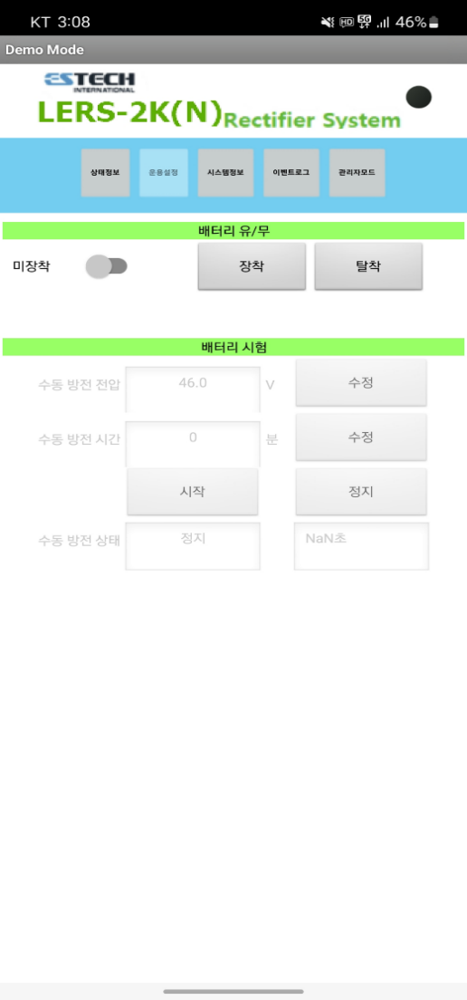 KT 3:08 HD 5G 46%
Demo Mode
ESTECH
INTERNATIONAL
LERS-2K(N) Rectifier System
상태정보 운용설정 시스템정보 이벤트로그 관리자모드
배터리 유/무
미장착 장착 탈착
배터리 시험
수동 방전 전압 46.0 V 수정
수동 방전 시간 0 분 수정
시작 정지
수동 방전 상태 정지 NaN초